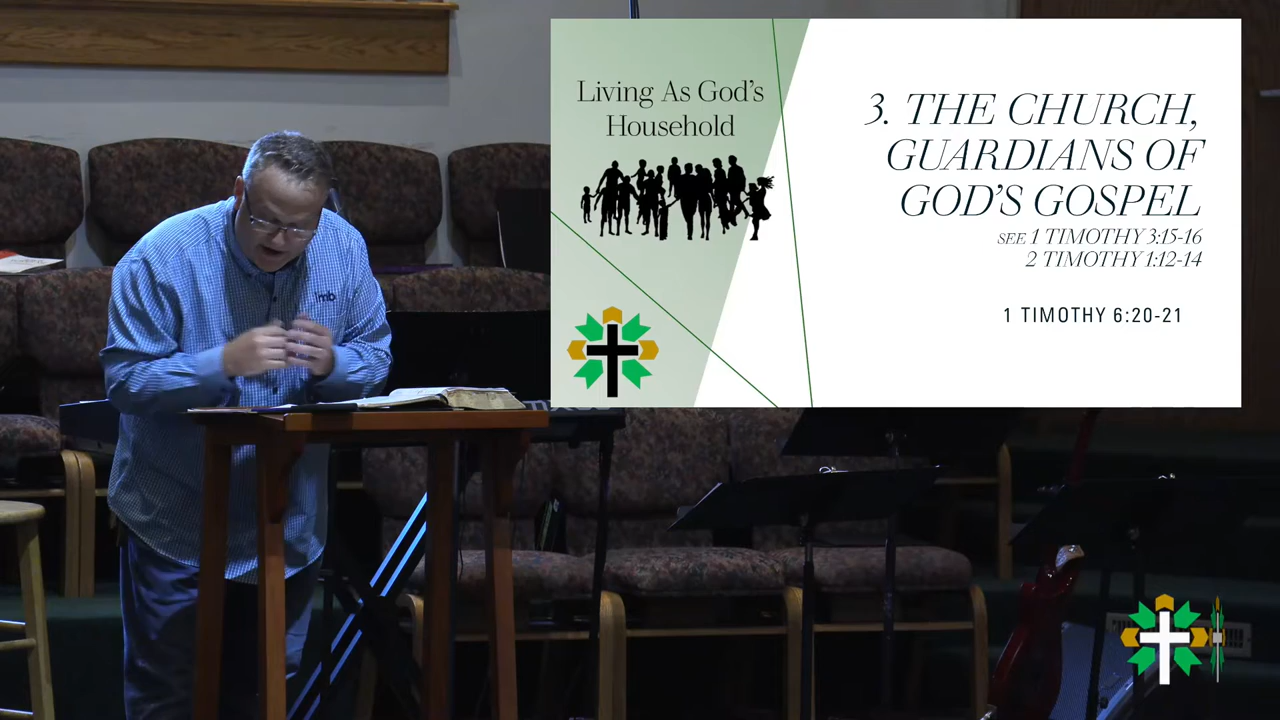 Living As God's
Household
3. THE CHURCH,
GUARDIANS OF
GOD'S GOSPEL
SEE 1 TIMOTHY 3:15-16
2 TIMOTHY 1:12-14
1 TIMOTHY 6:20-21
mb